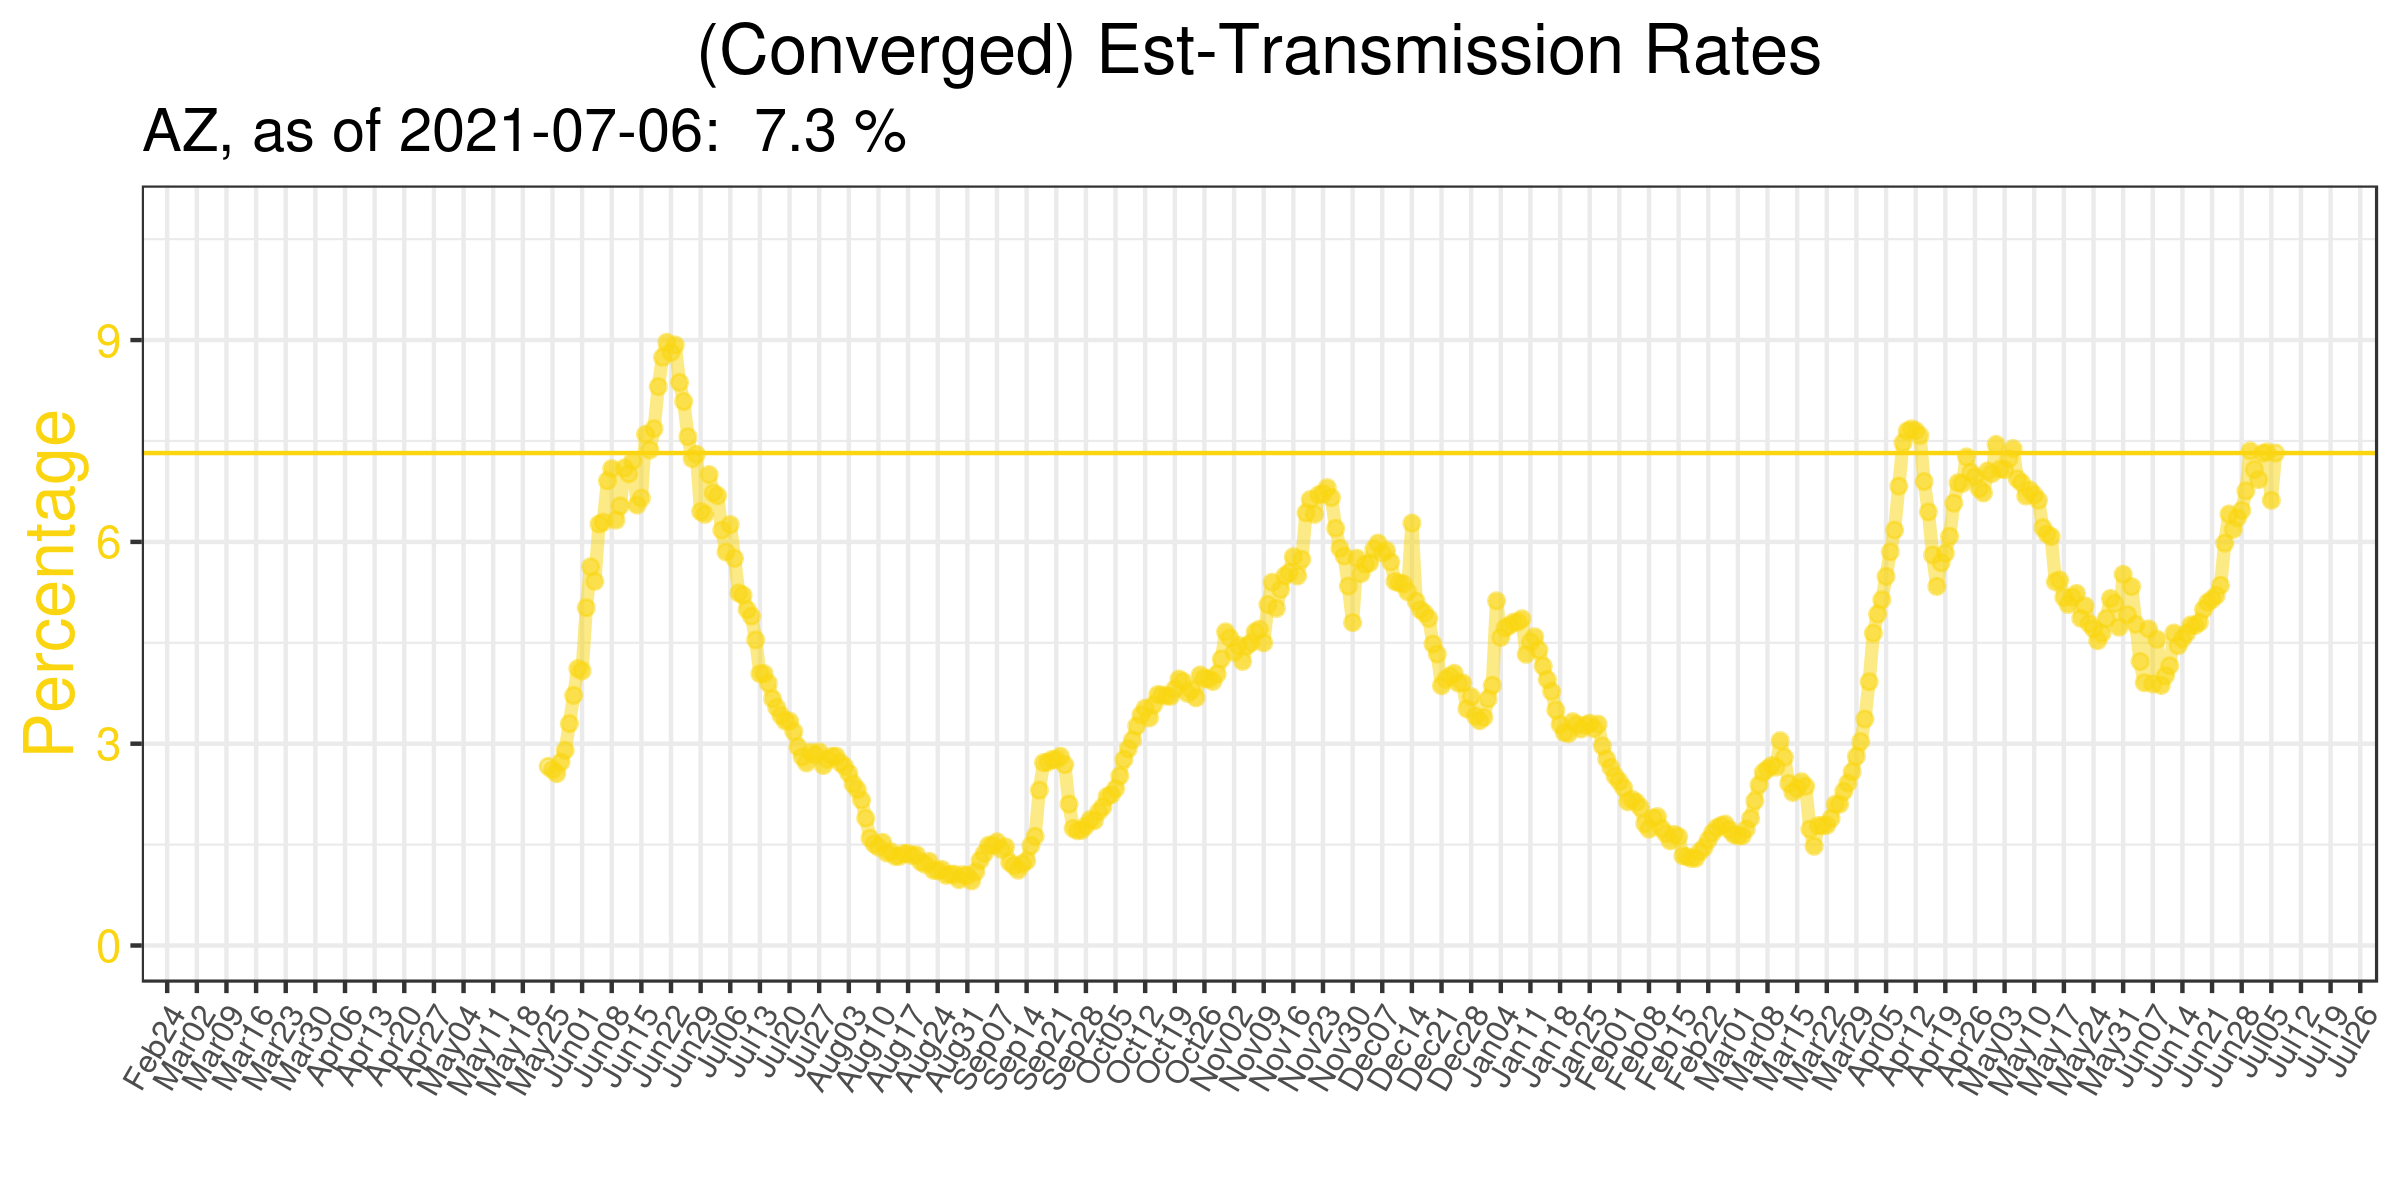 (Converged) Est-Transmission Rates
AZ, as of 2021-07-06:  7.3 %
Percentage
9
6
3
0
Feb24
Mar02
Mar09
Mar16
Mar23
Mar30
Apr06
Apr13
Apr20
Apr27
May04
May11
May18
May25
Jun01
Jun08
Jun15
Jun22
Jun29
Jul06
Jul13
Jul20
Jul27
Aug03
Aug10
Aug17
Aug24
Aug31
Sep07
Sep14
Sep21
Sep28
Oct05
Oct12
Oct19
Oct26
Nov02
Nov09
Nov16
Nov23
Nov30
Dec07
Dec14
Dec21
Dec28
Jan04
Jan11
Jan18
Jan25
Feb01
Feb08
Feb15
Feb22
Mar01
Mar08
Mar15
Mar22
Mar29
Apr05
Apr12
Apr19
Apr26
May03
May10
May17
May24
May31
Jun07
Jun14
Jun21
Jun28
Jul05
Jul12
Jul19
Jul26